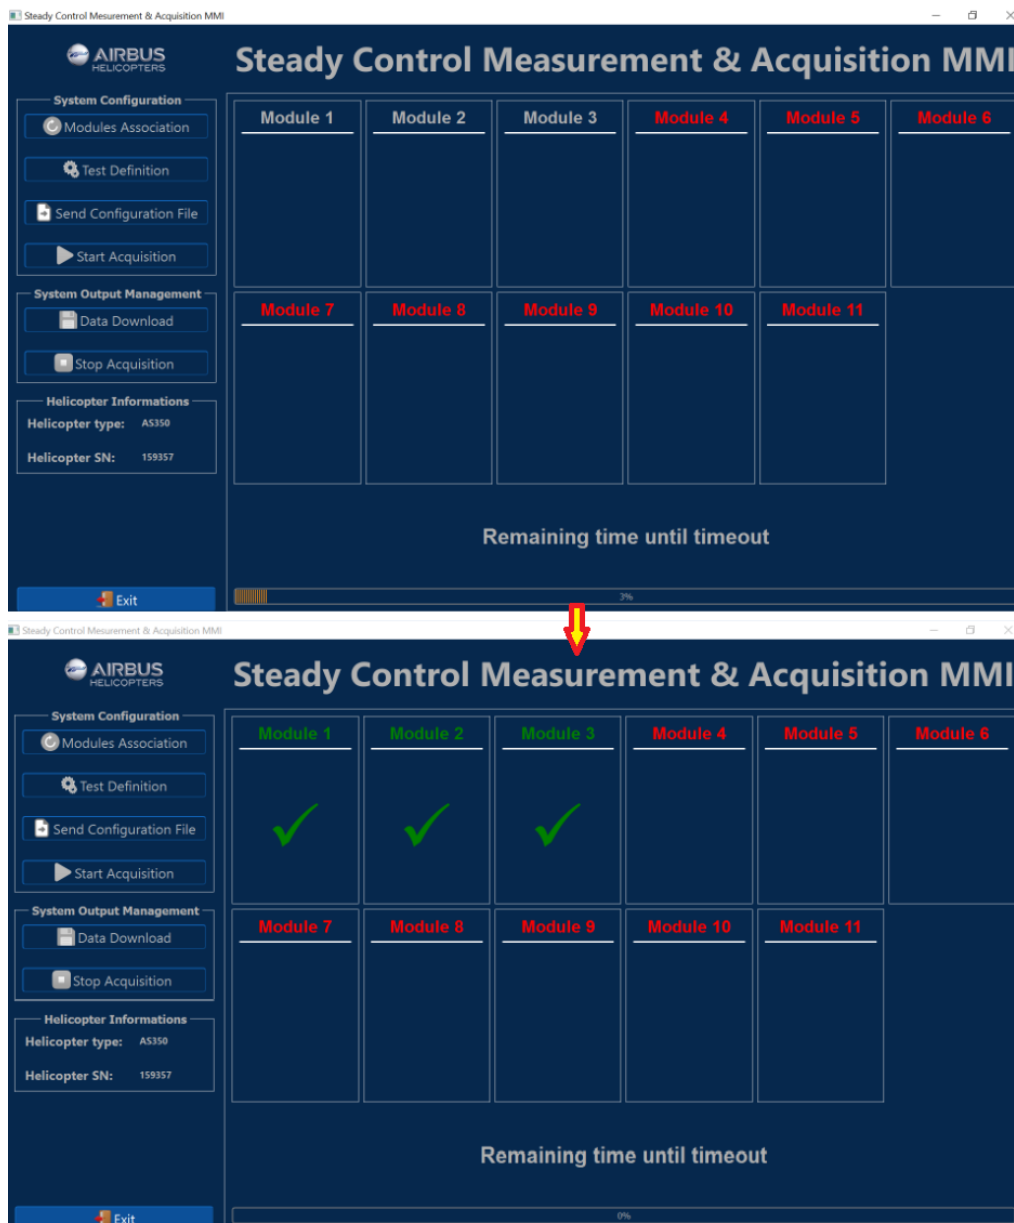 Steady Control Mesurement & Acquisition MMI
AIRBUS
HELICOPTERS
Steady Control Measurement & Acquisition MMI
System Configuration
Modules Association
Test Definition
Send Configuration File
Start Acquisition
System Output Management
Data Download
Stop Acquisition
Helicopter Informations
Helicopter type: AS350
Helicopter SN: 159357
Exit
Module 1 Module 2 Module 3 Module 4 Module 5 Module 6
Module 7 Module 8 Module 9 Module 10 Module 11
Remaining time until timeout
3%
Steady Control Mesurement & Acquisition MMI
AIRBUS
HELICOPTERS
Steady Control Measurement & Acquisition MMI
System Configuration
Modules Association
Test Definition
Send Configuration File
Start Acquisition
System Output Management
Data Download
Stop Acquisition
Helicopter Informations
Helicopter type: AS350
Helicopter SN: 159357
Exit
Module 1 Module 2 Module 3 Module 4 Module 5 Module 6
Module 7 Module 8 Module 9 Module 10 Module 11
Remaining time until timeout
0%